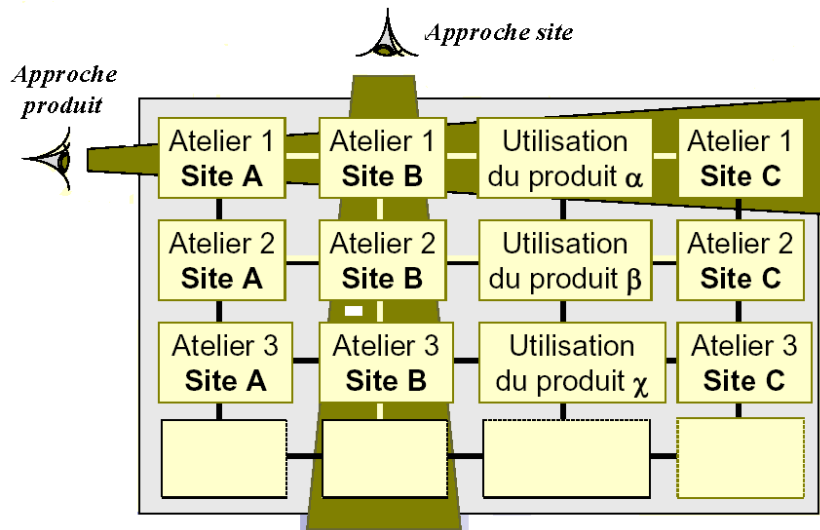 Approche site
Approche
produit
Atelier 1
Site A
Atelier 1
Site B
Utilisation
du produit α
Atelier 1
Site C
Atelier 2
Site A
Atelier 2
Site B
Utilisation
du produit β
Atelier 2
Site C
Atelier 3
Site A
Atelier 3
Site B
Utilisation
du produit χ
Atelier 3
Site C